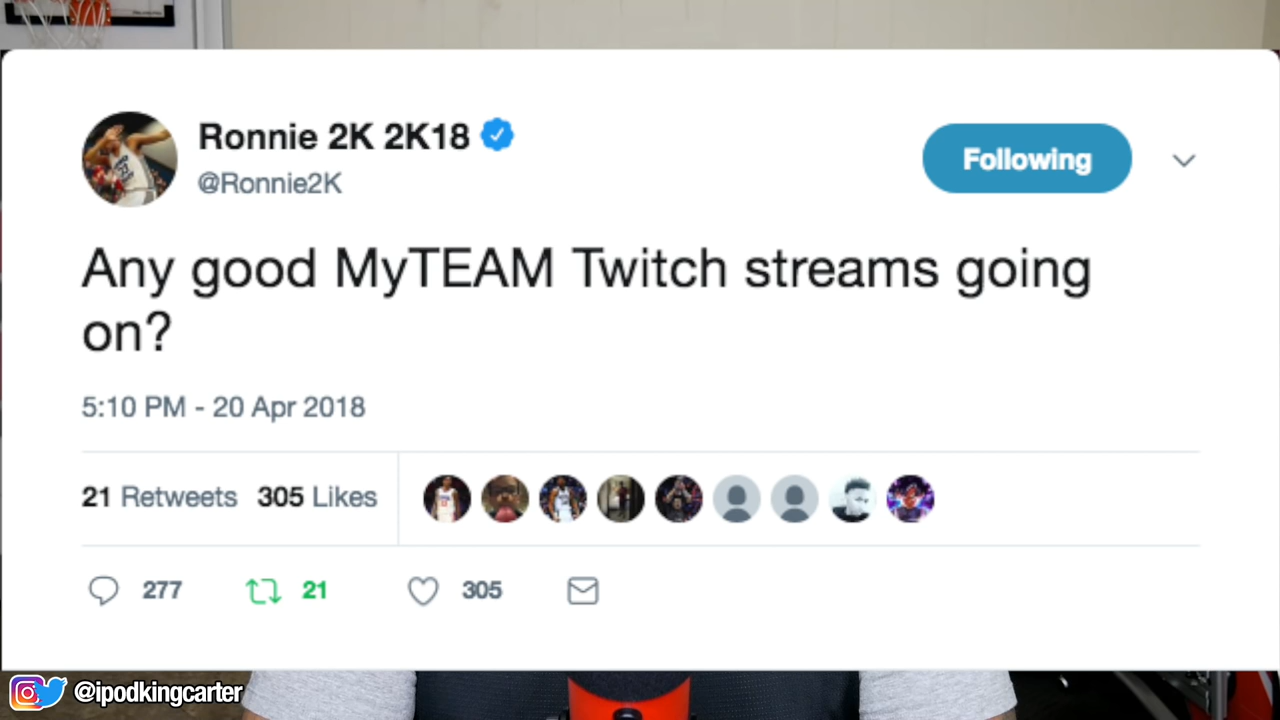 Ronnie 2K 2K18
@Ronnie2K
Following
Any good MyTEAM Twitch streams going
on?
5:10 PM - 20 Apr 2018
21 Retweets 305 Likes
277 21 305
@ipodkingcarter